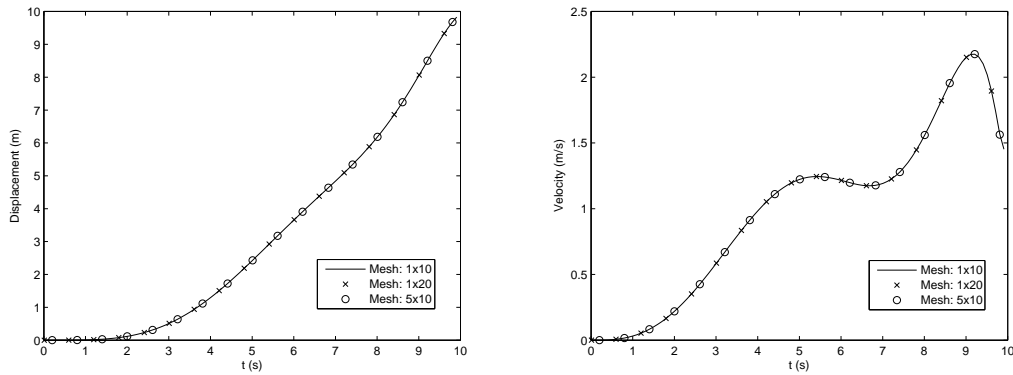 10
9
8
7
6
5
4
3
2
1
0
Displacement (m)
0 1 2 3 4 5 6 7 8 9 10
t (s)
Mesh: 1x10
Mesh: 1x20
Mesh: 5x10
2.5
2
1.5
1
0.5
0
Velocity (m/s)
0 1 2 3 4 5 6 7 8 9 10
t (s)
Mesh: 1x10
Mesh: 1x20
Mesh: 5x10